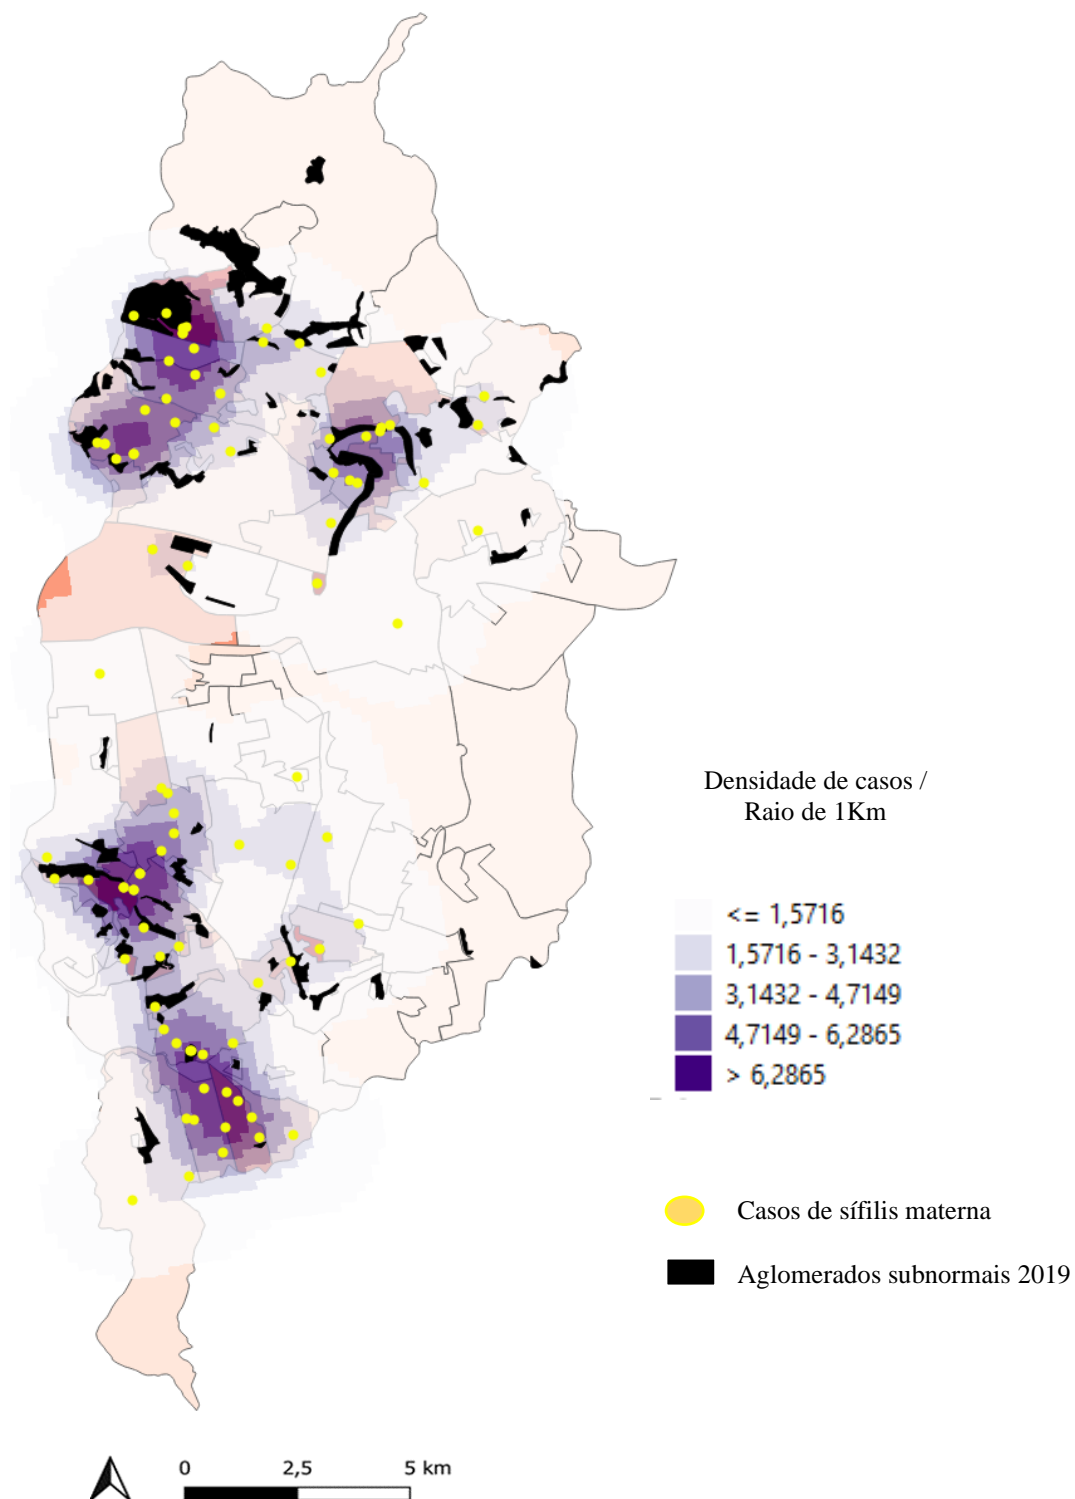 Densidade de casos /
Raio de 1Km
<= 1,5716
1,5716 - 3,1432
3,1432 - 4,7149
4,7149 - 6,2865
> 6,2865
Casos de sífilis materna
Aglomerados subnormais 2019
0 2,5 5 km